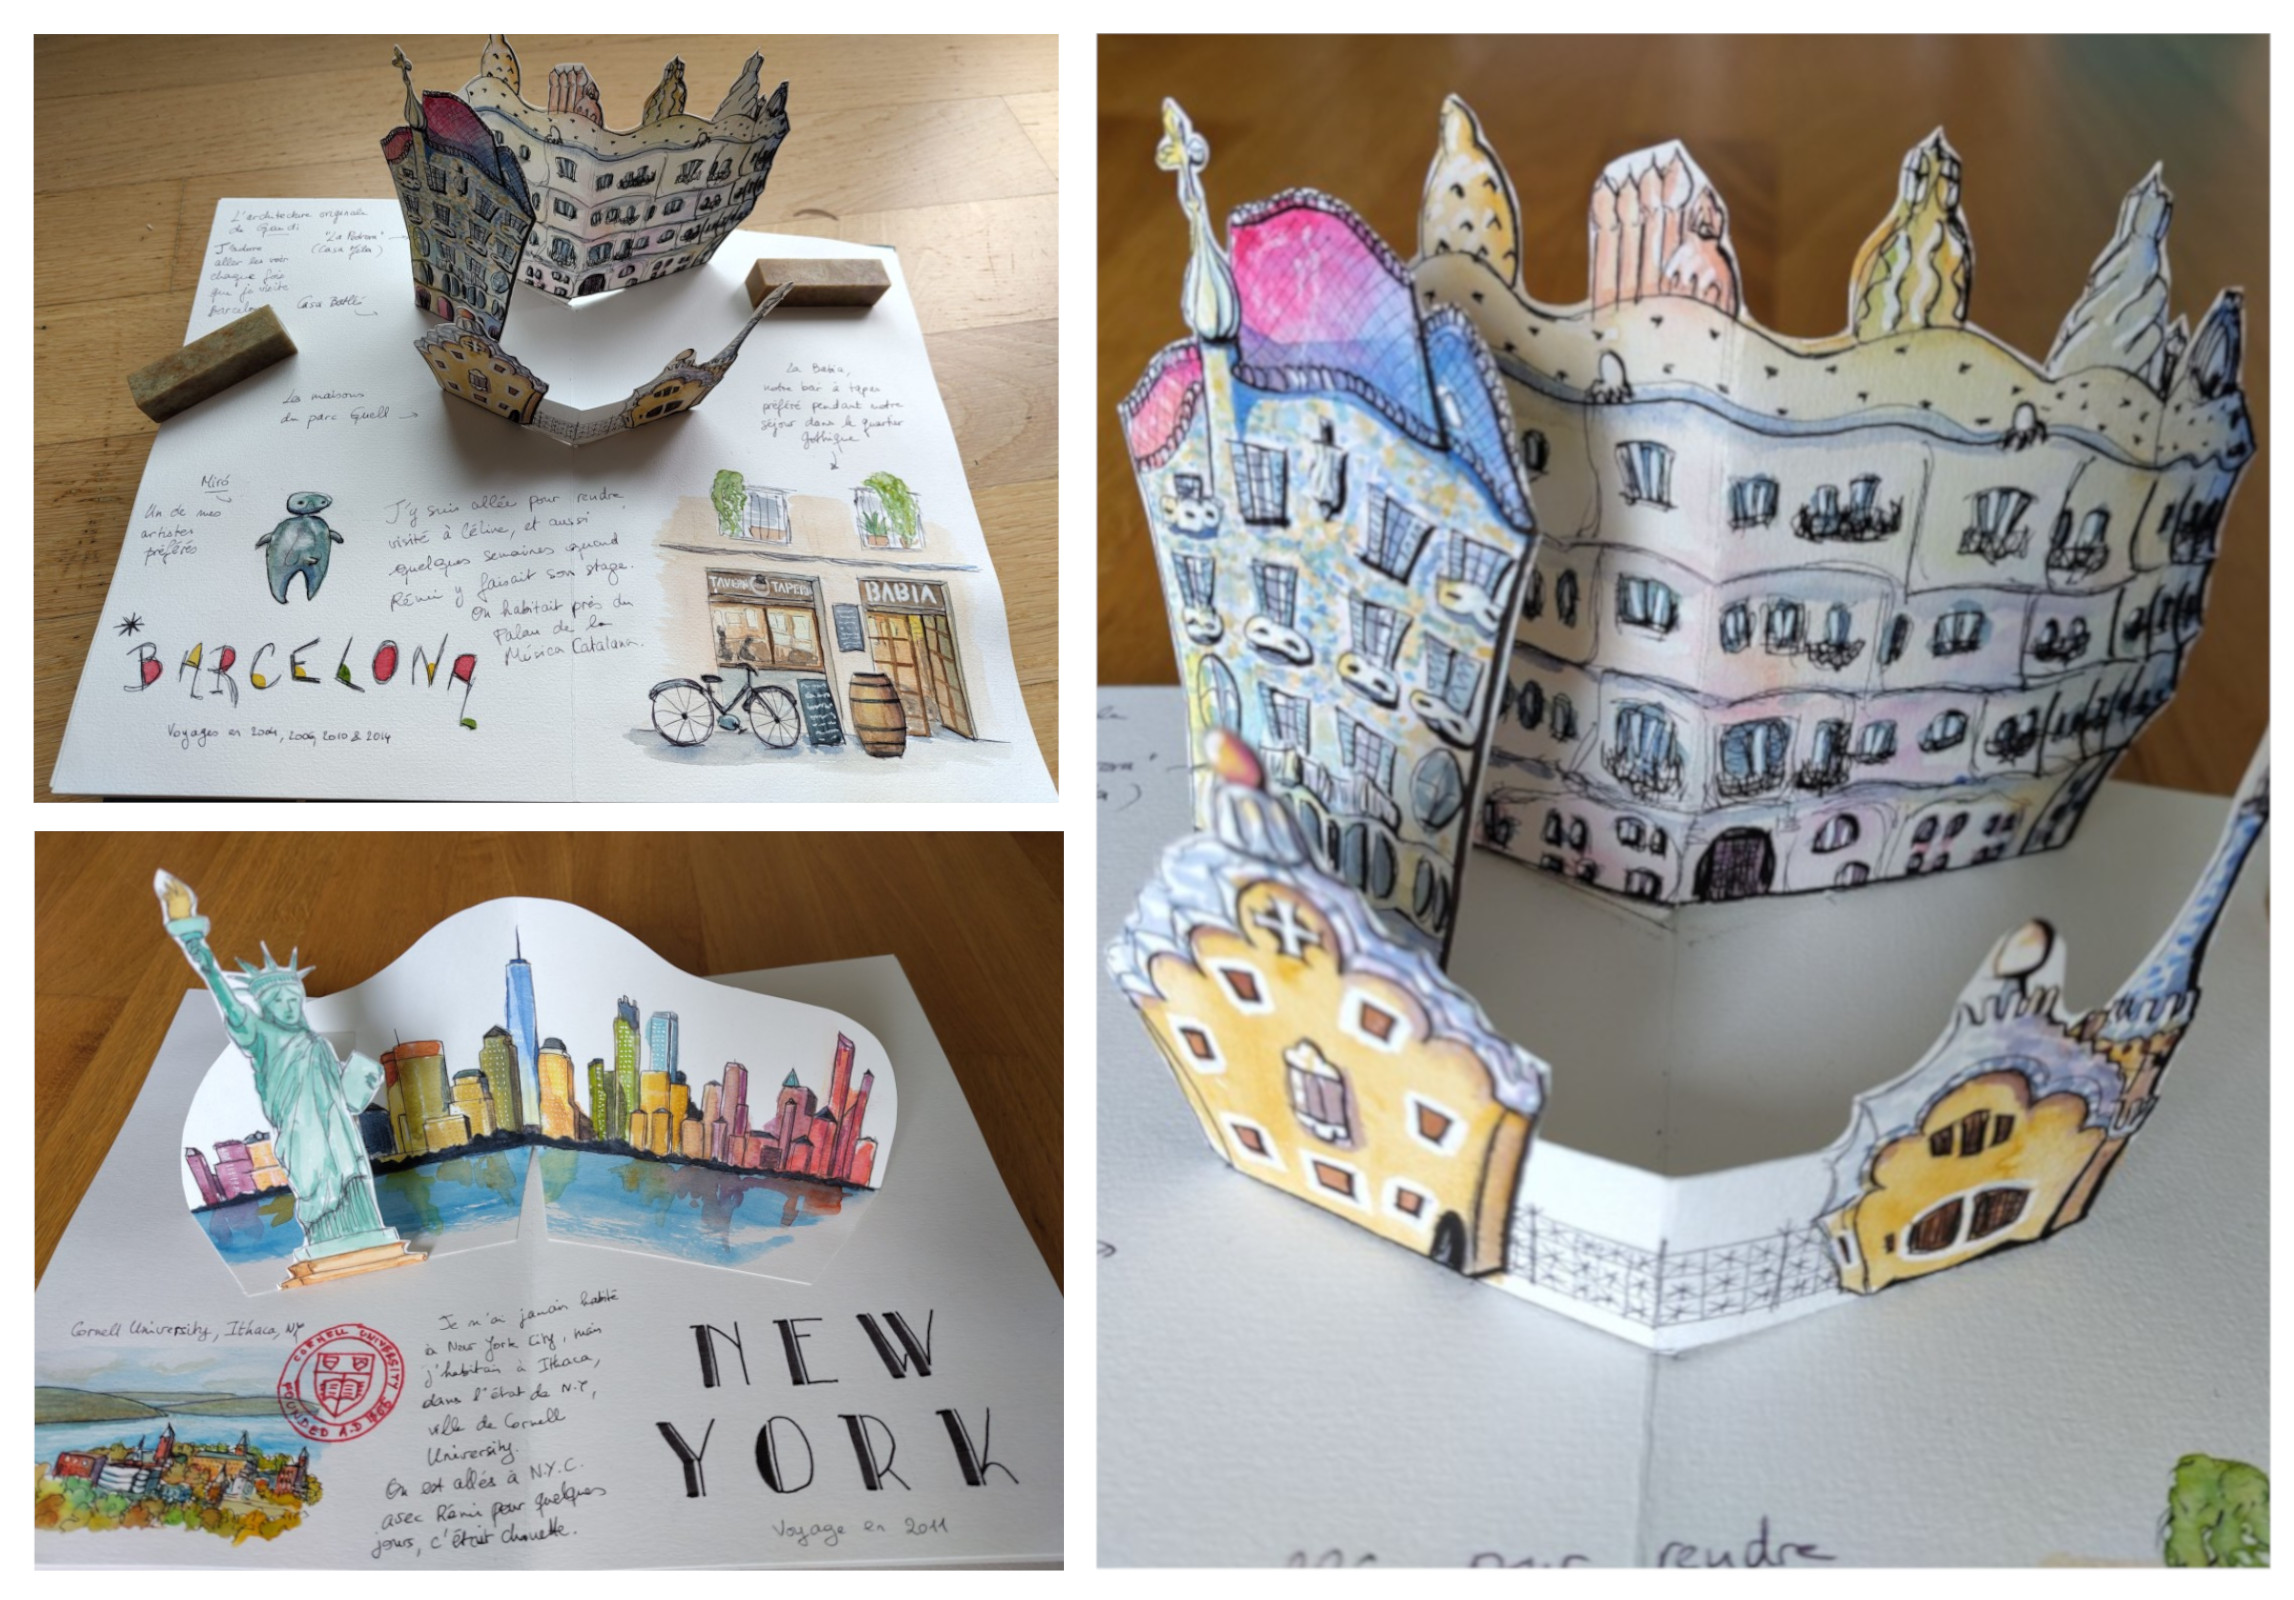 L'architecture originale
de Gaudi
J'adore
aller les voir
chaque fois
que je visite
Barcelo
"La Pedrera"
(Casa Mila)
Casa Batlló
Les maisons
du parc Guell
La Babia,
notre bar à tapas
préféré pendant notre
séjour dans le quartier
Gothique
Miró
Un de mes
artistes
préférés
J'y suis allée pour rendre
visite à Céline, et aussi
quelques semaines quand
Rémi y faisait son stage.
On habitait près du
Palau de la
Música Catalana.
TAVERN TAPER
BABIA
BARCELONA
Voyages en 2004, 2006, 2010 & 2014
Cornell University, Ithaca, NY
CORNELL UNIVERSITY
FOUNDED A.D. 1865
Je n'ai jamais habité
à New York City, mais
j'habitais à Ithaca,
dans l'état de N.Y,
ville de Cornell
University.
On est allés à N.Y.C.
avec Rémi pour quelques
jours, c'était chouette.
NEW
YORK
Voyage en 2011
pour rendre